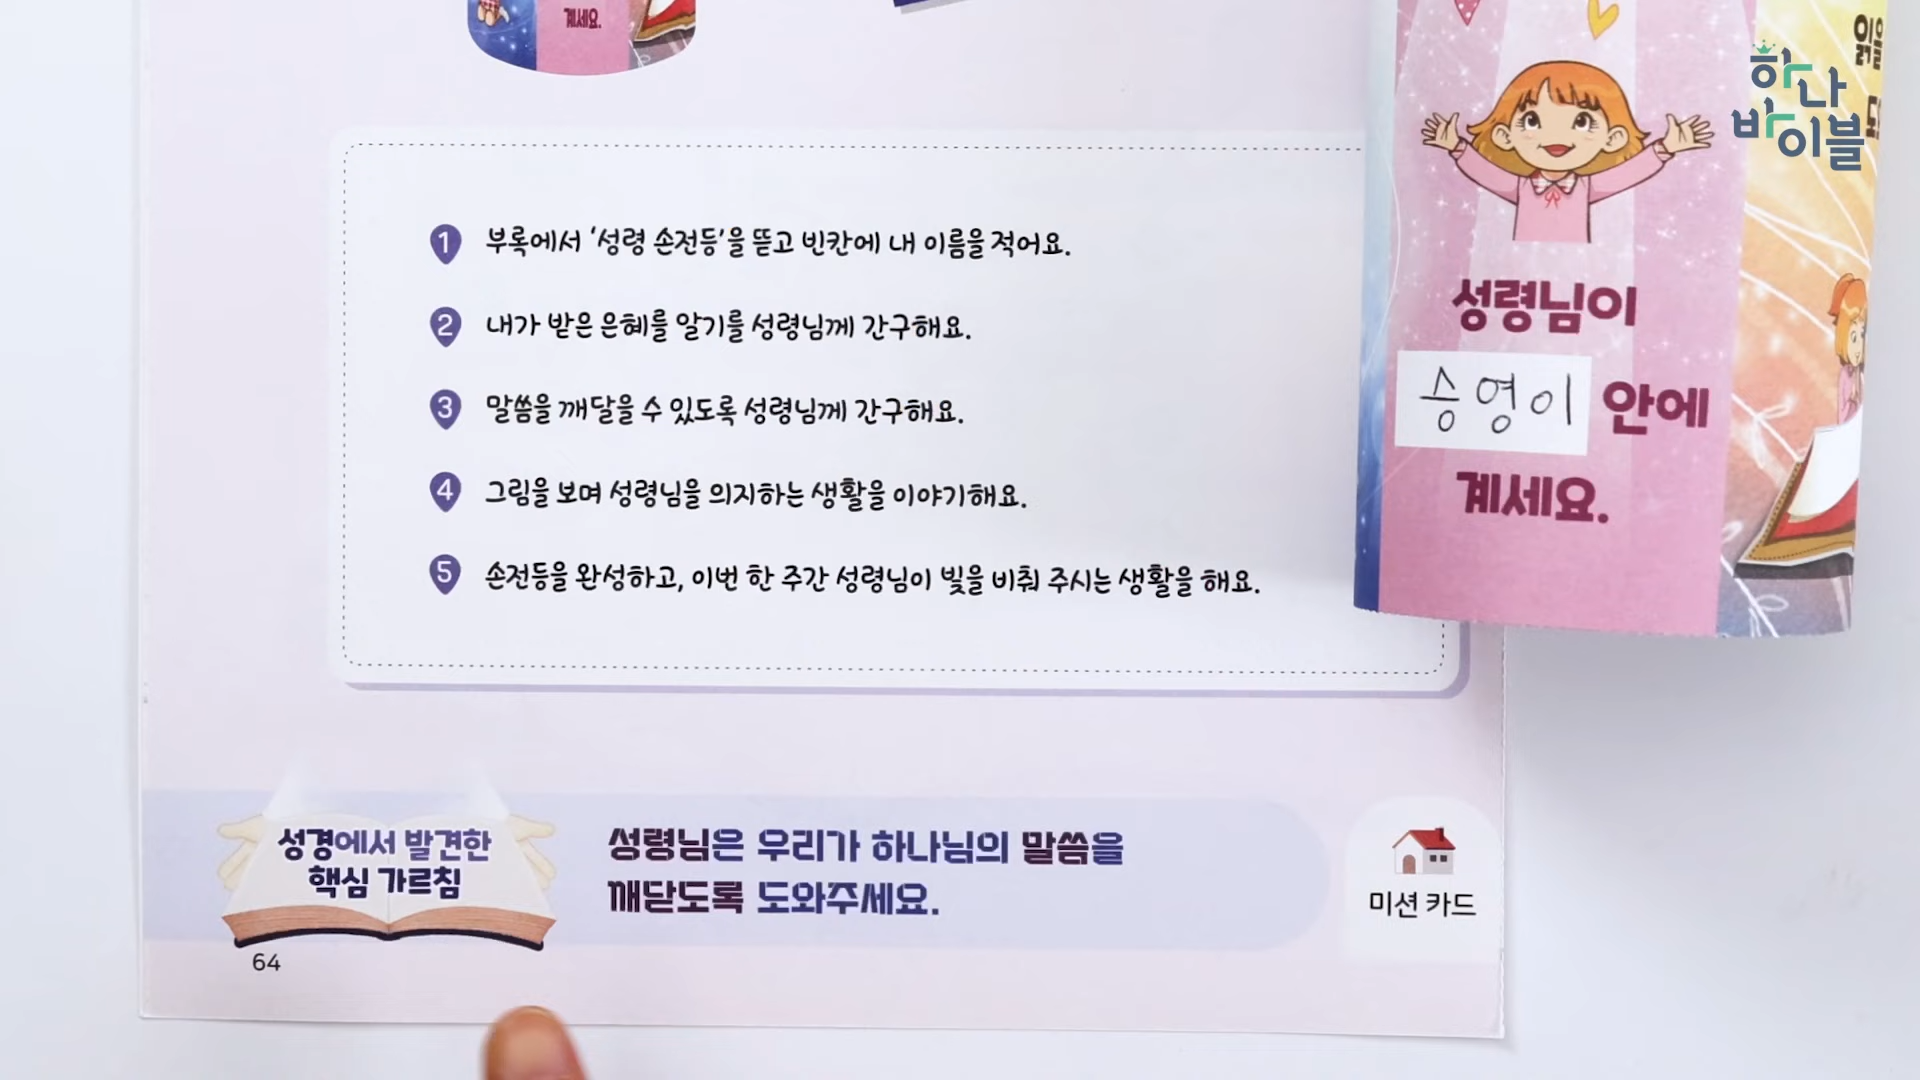 계세요.
하나
바이블
1 부록에서 ‘성령 손전등’을 뜯고 빈칸에 내 이름을 적어요.
2 내가 받은 은혜를 알기를 성령님께 간구해요.
3 말씀을 깨달을 수 있도록 성령님께 간구해요.
4 그림을 보며 성령님을 의지하는 생활을 이야기해요.
5 손전등을 완성하고, 이번 한 주간 성령님이 빛을 비춰 주시는 생활을 해요.
성령님이
승영이 안에
계세요.
성경에서 발견한
핵심 가르침
성령님은 우리가 하나님의 말씀을
깨닫도록 도와주세요.
미션 카드
64